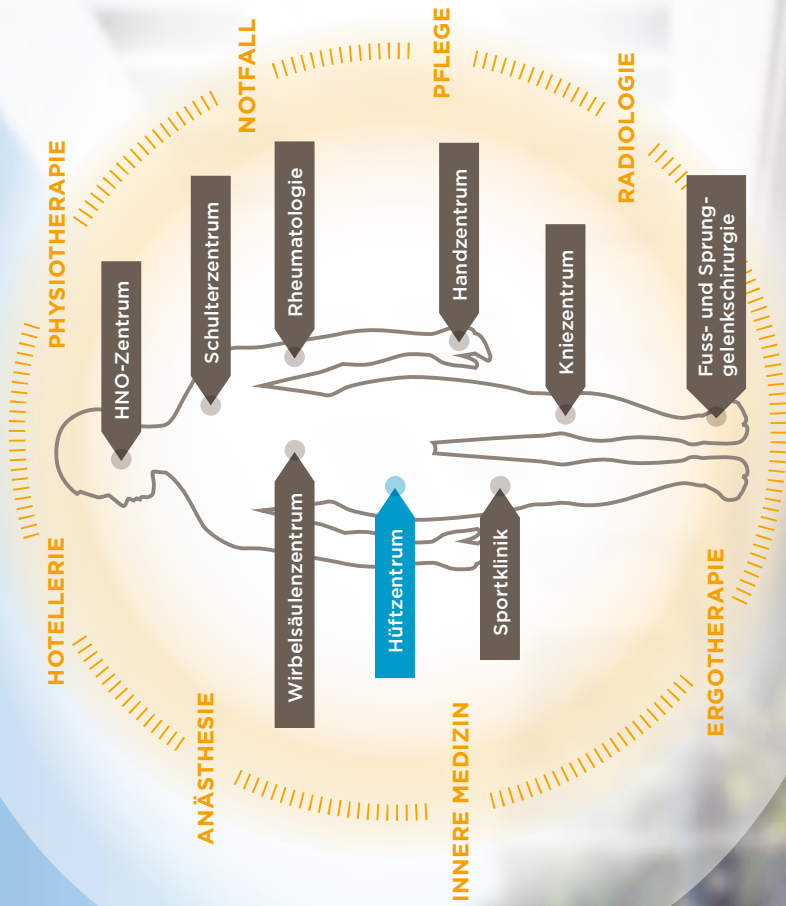 PHYSIOTHERAPIE
NOTFALL
PFLEGE
RADIOLOGIE
HNO-Zentrum
Schulterzentrum
Rheumatologie
Handzentrum
Kniezentrum
Fuss- und Sprung-
gelenkschirurgie
Wirbelsäulenzentrum
Hüftzentrum
Sportklinik
HOTELLERIE
ANÄSTHESIE
INNERE MEDIZIN
ERGOTHERAPIE